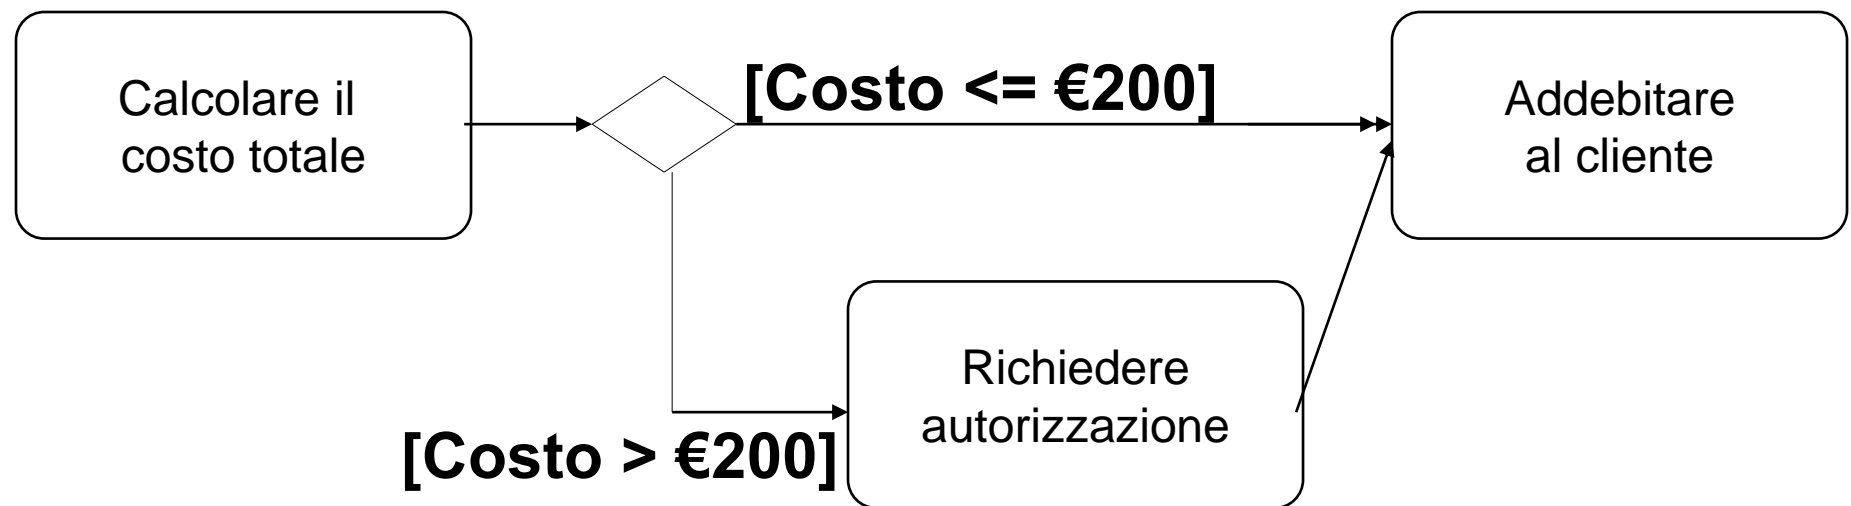 Calcolare il
costo totale
[Costo <= €200]
Addebitare
al cliente
Richiedere
autorizzazione
[Costo > €200]